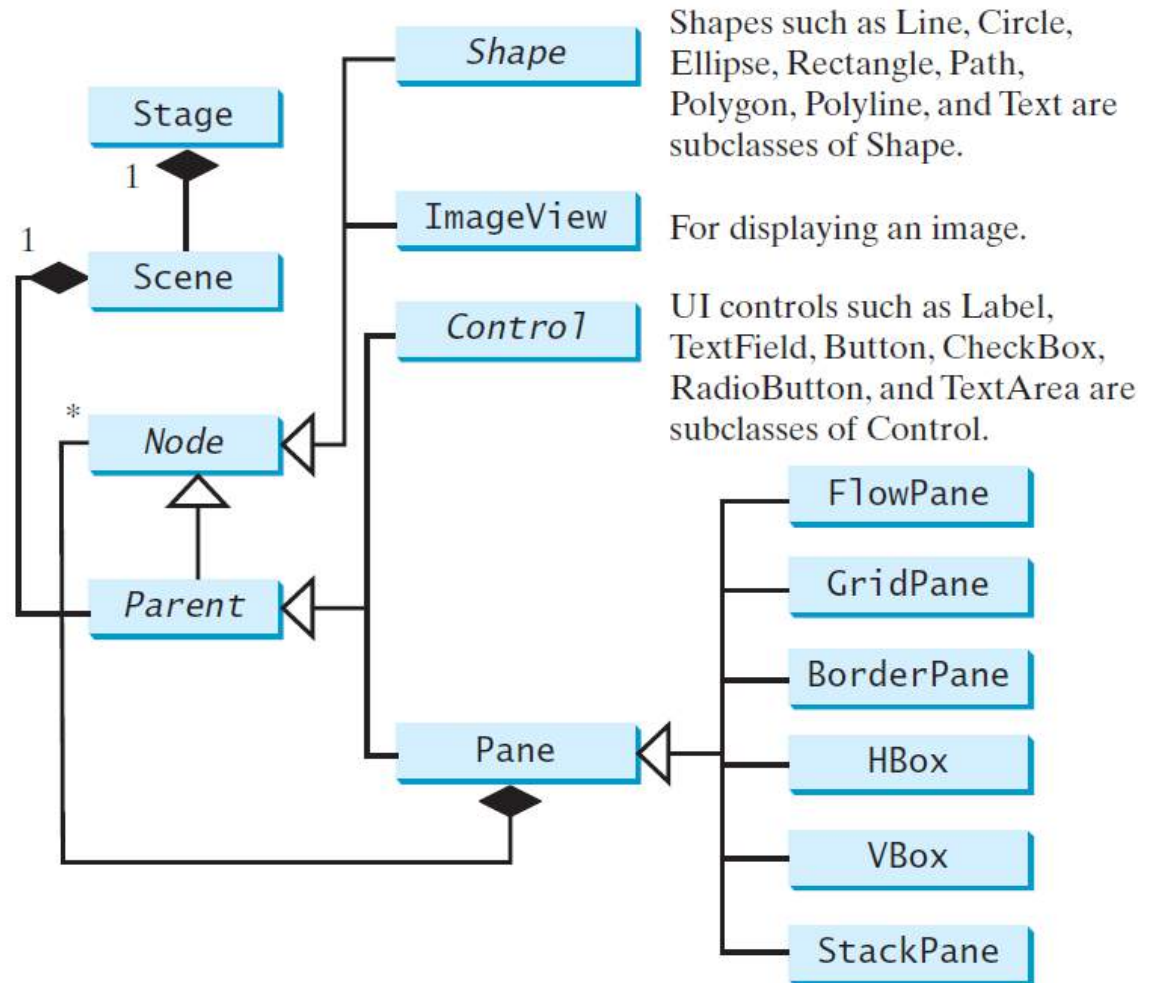 Shape
Shapes such as Line, Circle,
Ellipse, Rectangle, Path,
Polygon, Polyline, and Text are
subclasses of Shape.
Stage
1
ImageView
For displaying an image.
1
Scene
Control
UI controls such as Label,
TextField, Button, CheckBox,
RadioButton, and TextArea are
subclasses of Control.
*
Node
FlowPane
GridPane
Parent
BorderPane
Pane
HBox
VBox
StackPane